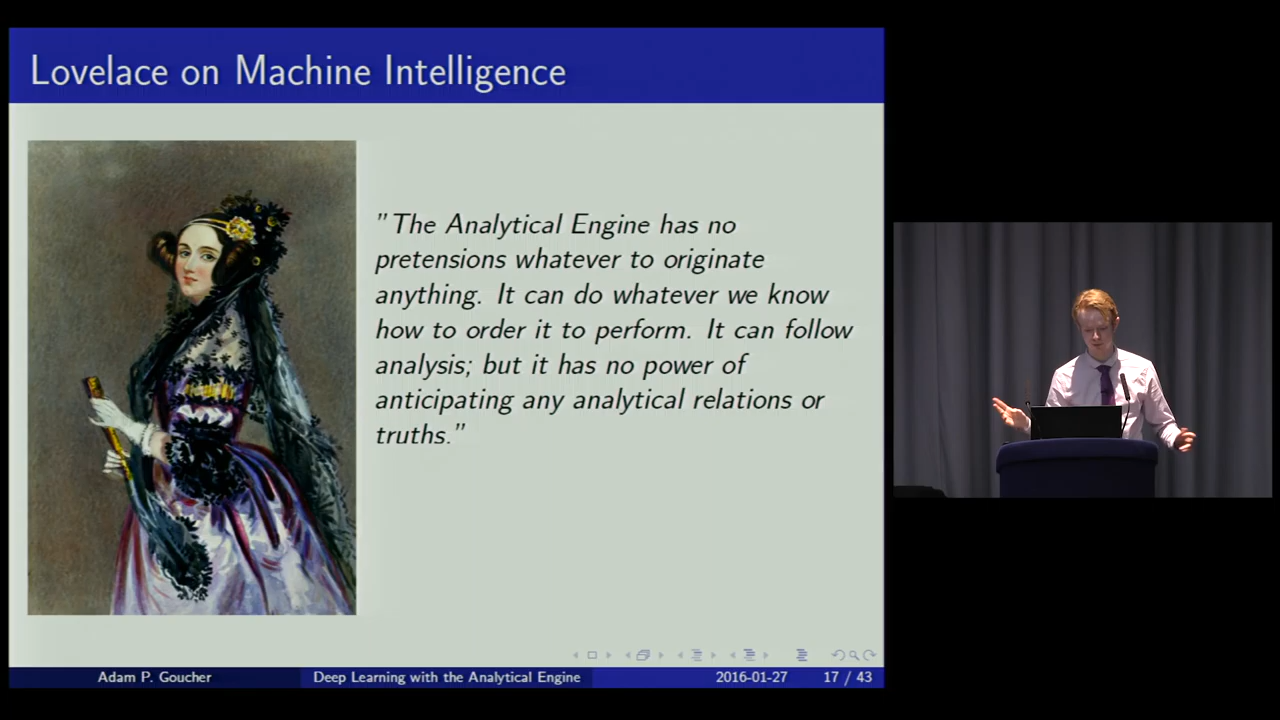 Lovelace on Machine Intelligence
"The Analytical Engine has no
pretensions whatever to originate
anything. It can do whatever we know
how to order it to perform. It can follow
analysis; but it has no power of
anticipating any analytical relations or
truths."
Adam P. Goucher Deep Learning with the Analytical Engine 2016-01-27 17 / 43